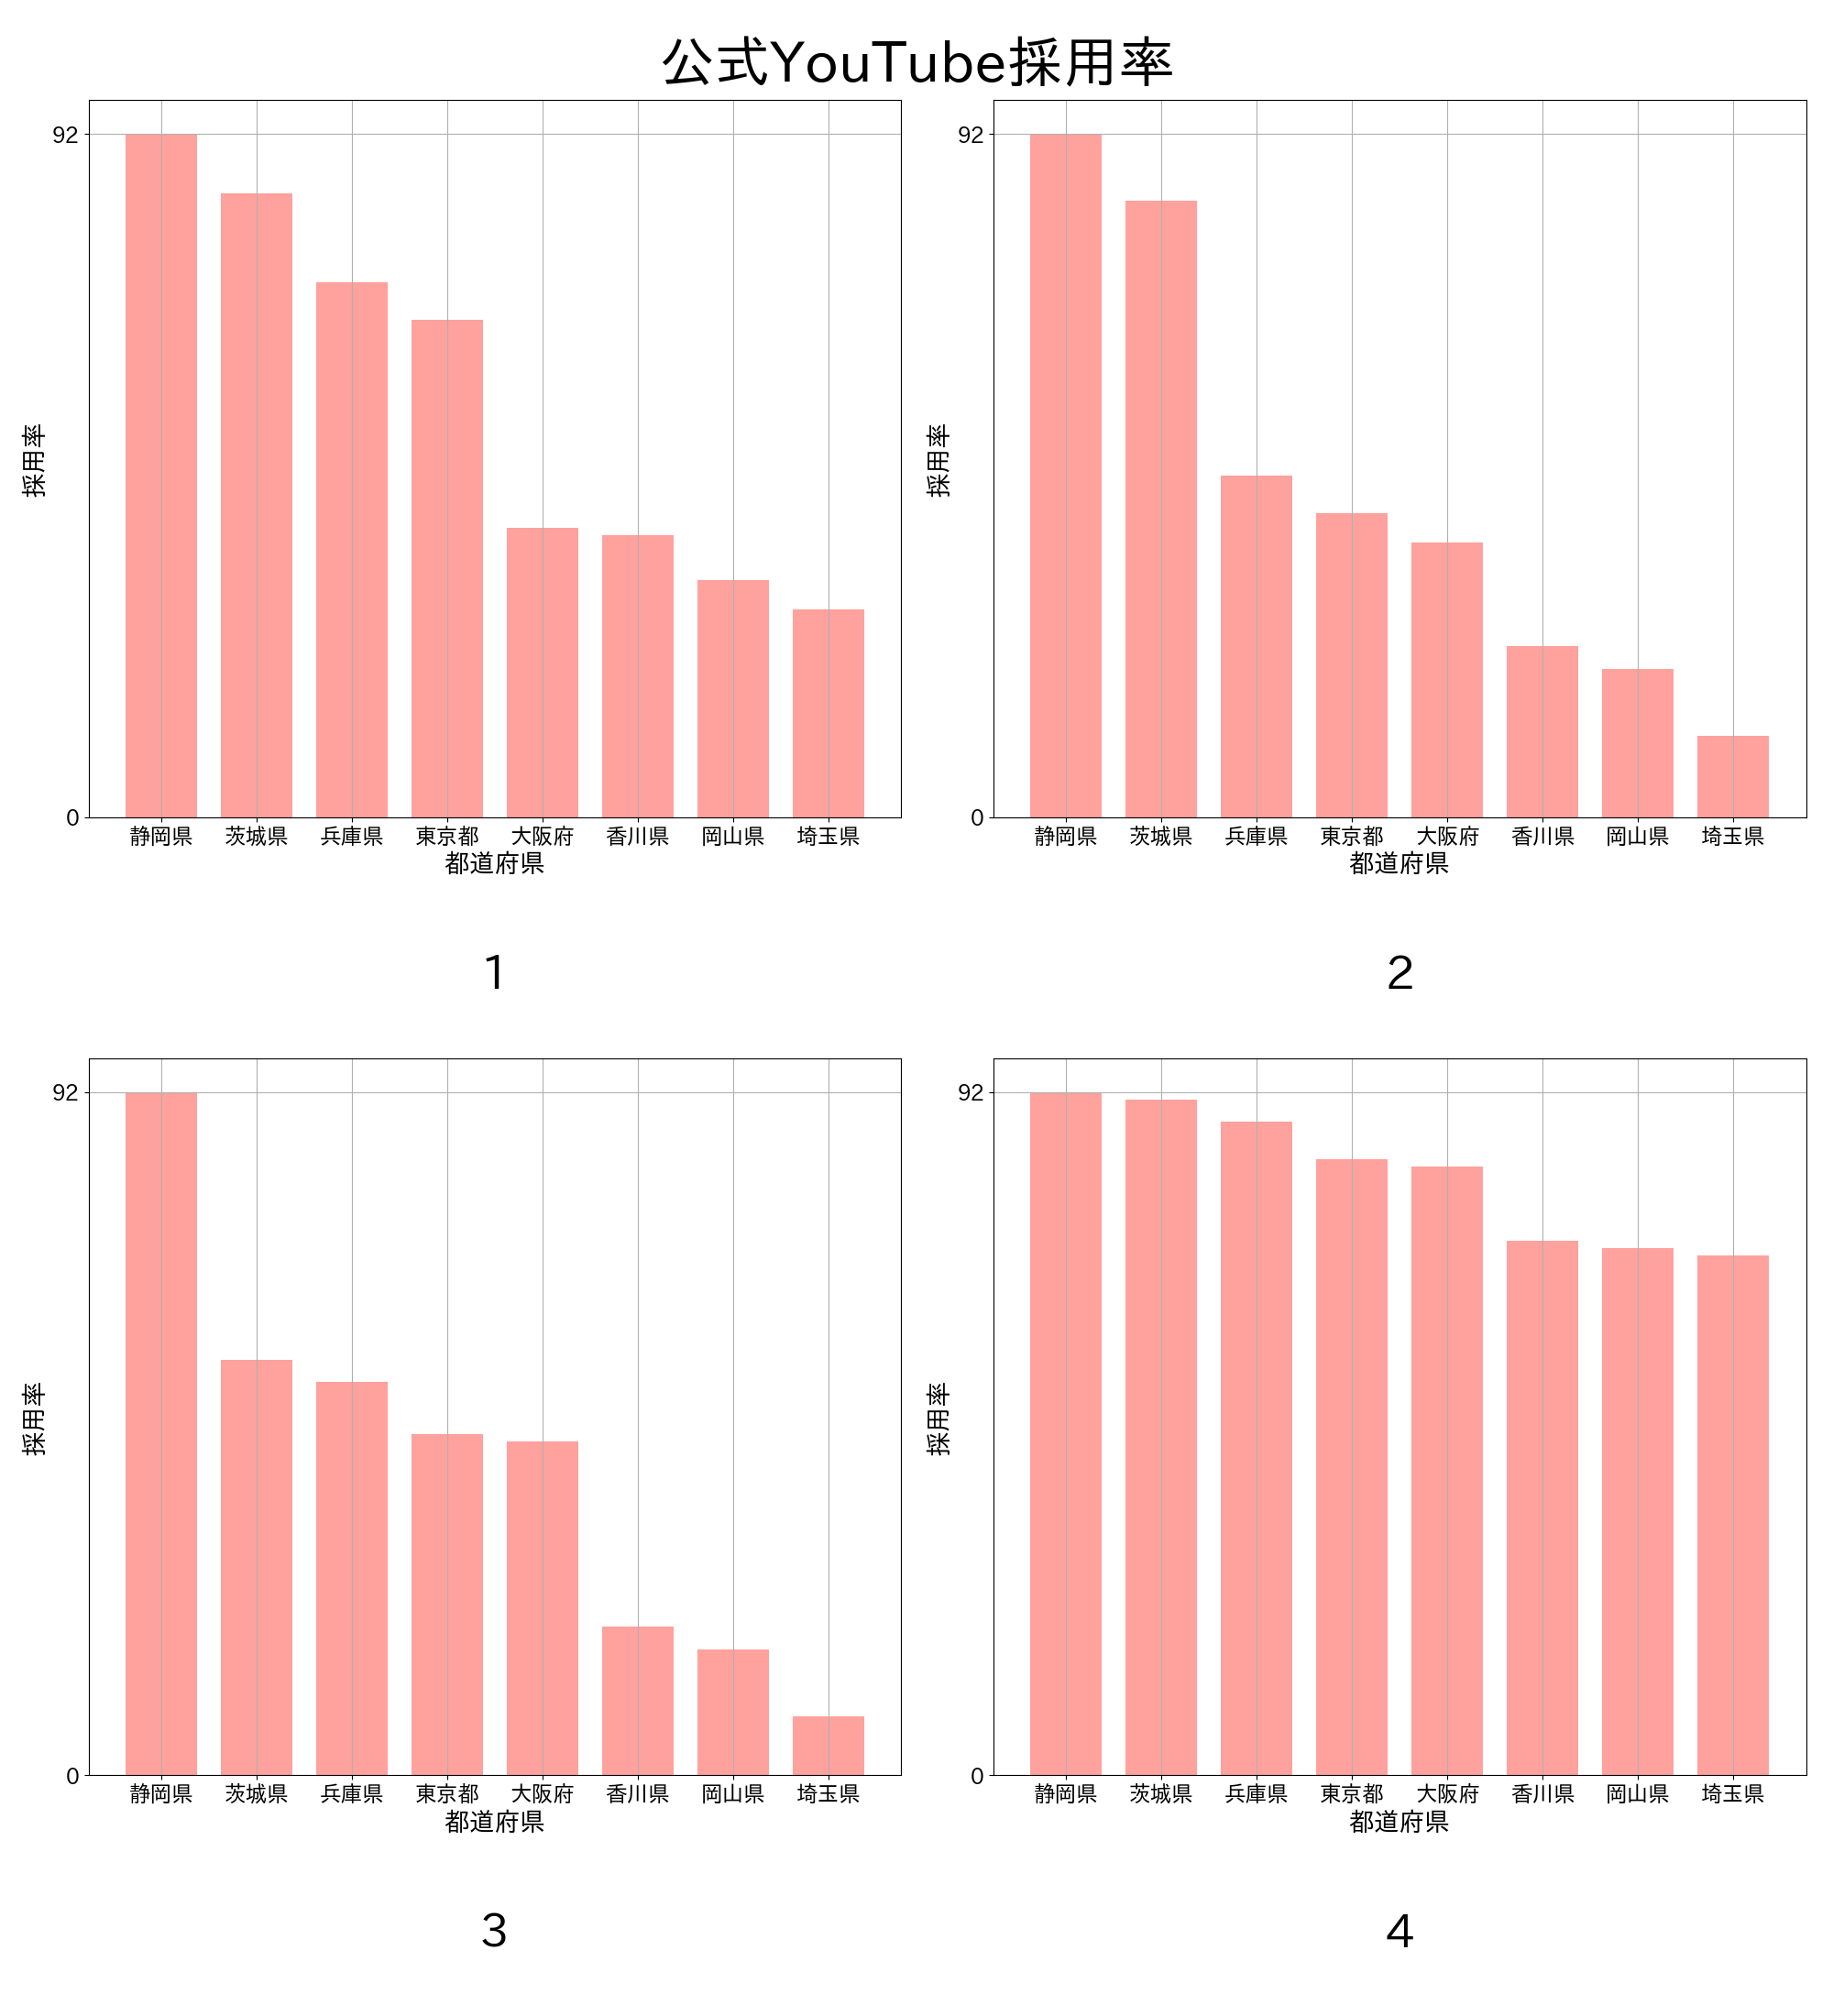 公式YouTube採用率
92
0
採用率
静岡県 茨城県 兵庫県 東京都 大阪府 香川県 岡山県 埼玉県
都道府県
1
92
0
採用率
静岡県 茨城県 兵庫県 東京都 大阪府 香川県 岡山県 埼玉県
都道府県
2
92
0
採用率
静岡県 茨城県 兵庫県 東京都 大阪府 香川県 岡山県 埼玉県
都道府県
3
92
0
採用率
静岡県 茨城県 兵庫県 東京都 大阪府 香川県 岡山県 埼玉県
都道府県
4